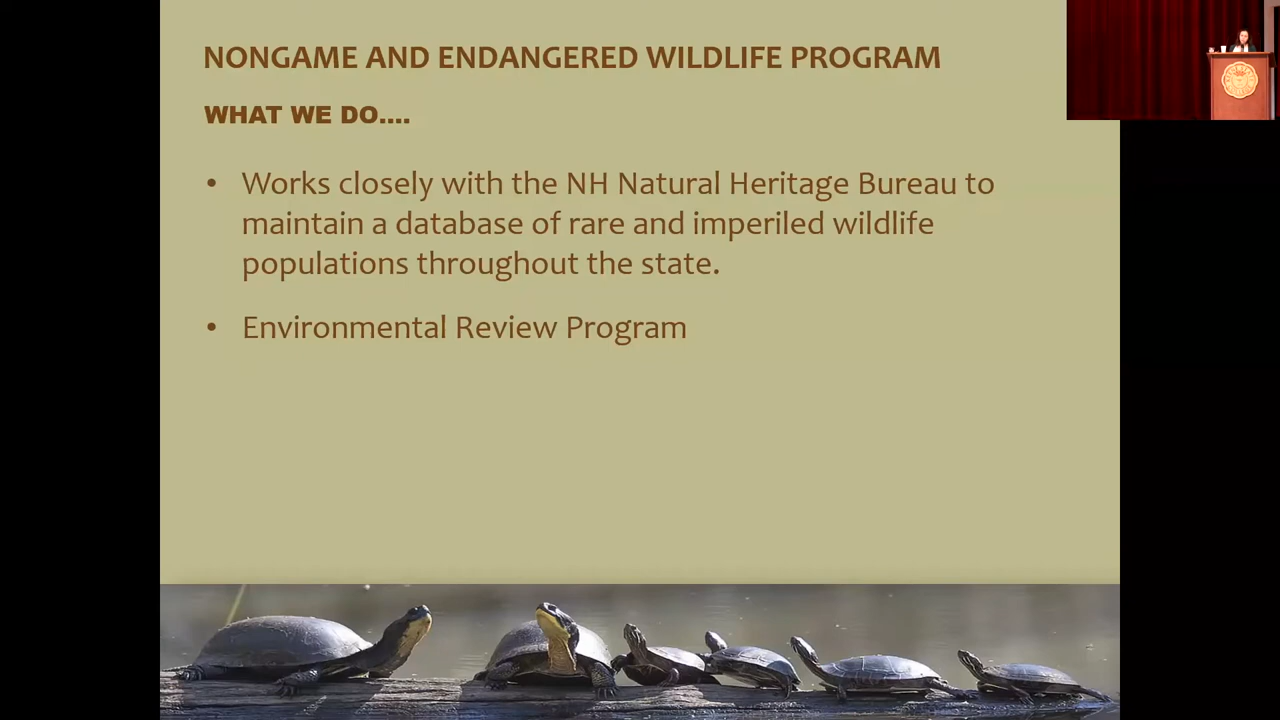 NONGAME AND ENDANGERED WILDLIFE PROGRAM
WHAT WE DO....
• Works closely with the NH Natural Heritage Bureau to
maintain a database of rare and imperiled wildlife
populations throughout the state.
• Environmental Review Program